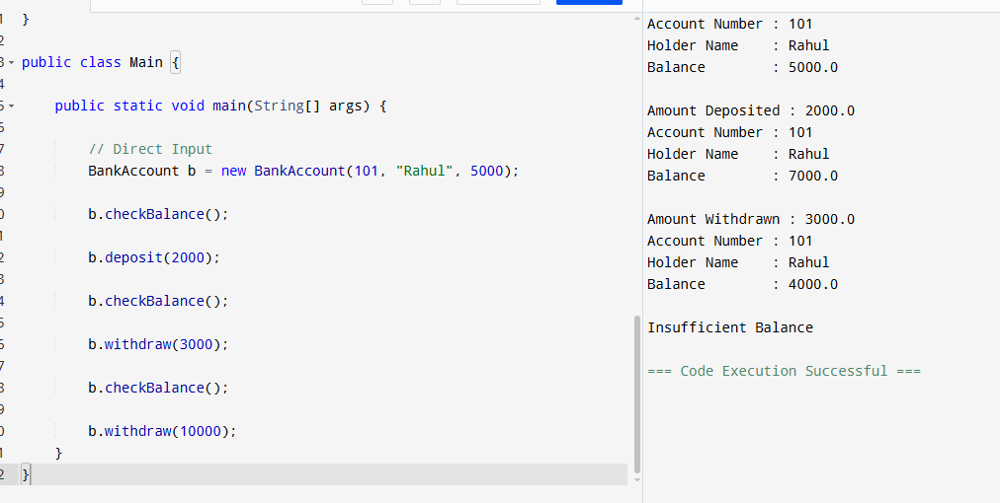 }
public class Main {
public static void main(String[] args) {
// Direct Input
BankAccount b = new BankAccount(101, "Rahul", 5000);
b.checkBalance();
b.deposit(2000);
b.checkBalance();
b.withdraw(3000);
b.checkBalance();
b.withdraw(10000);
}
}
Account Number : 101
Holder Name    : Rahul
Balance        : 5000.0
Amount Deposited : 2000.0
Account Number : 101
Holder Name    : Rahul
Balance        : 7000.0
Amount Withdrawn : 3000.0
Account Number : 101
Holder Name    : Rahul
Balance        : 4000.0
Insufficient Balance
=== Code Execution Successful ===